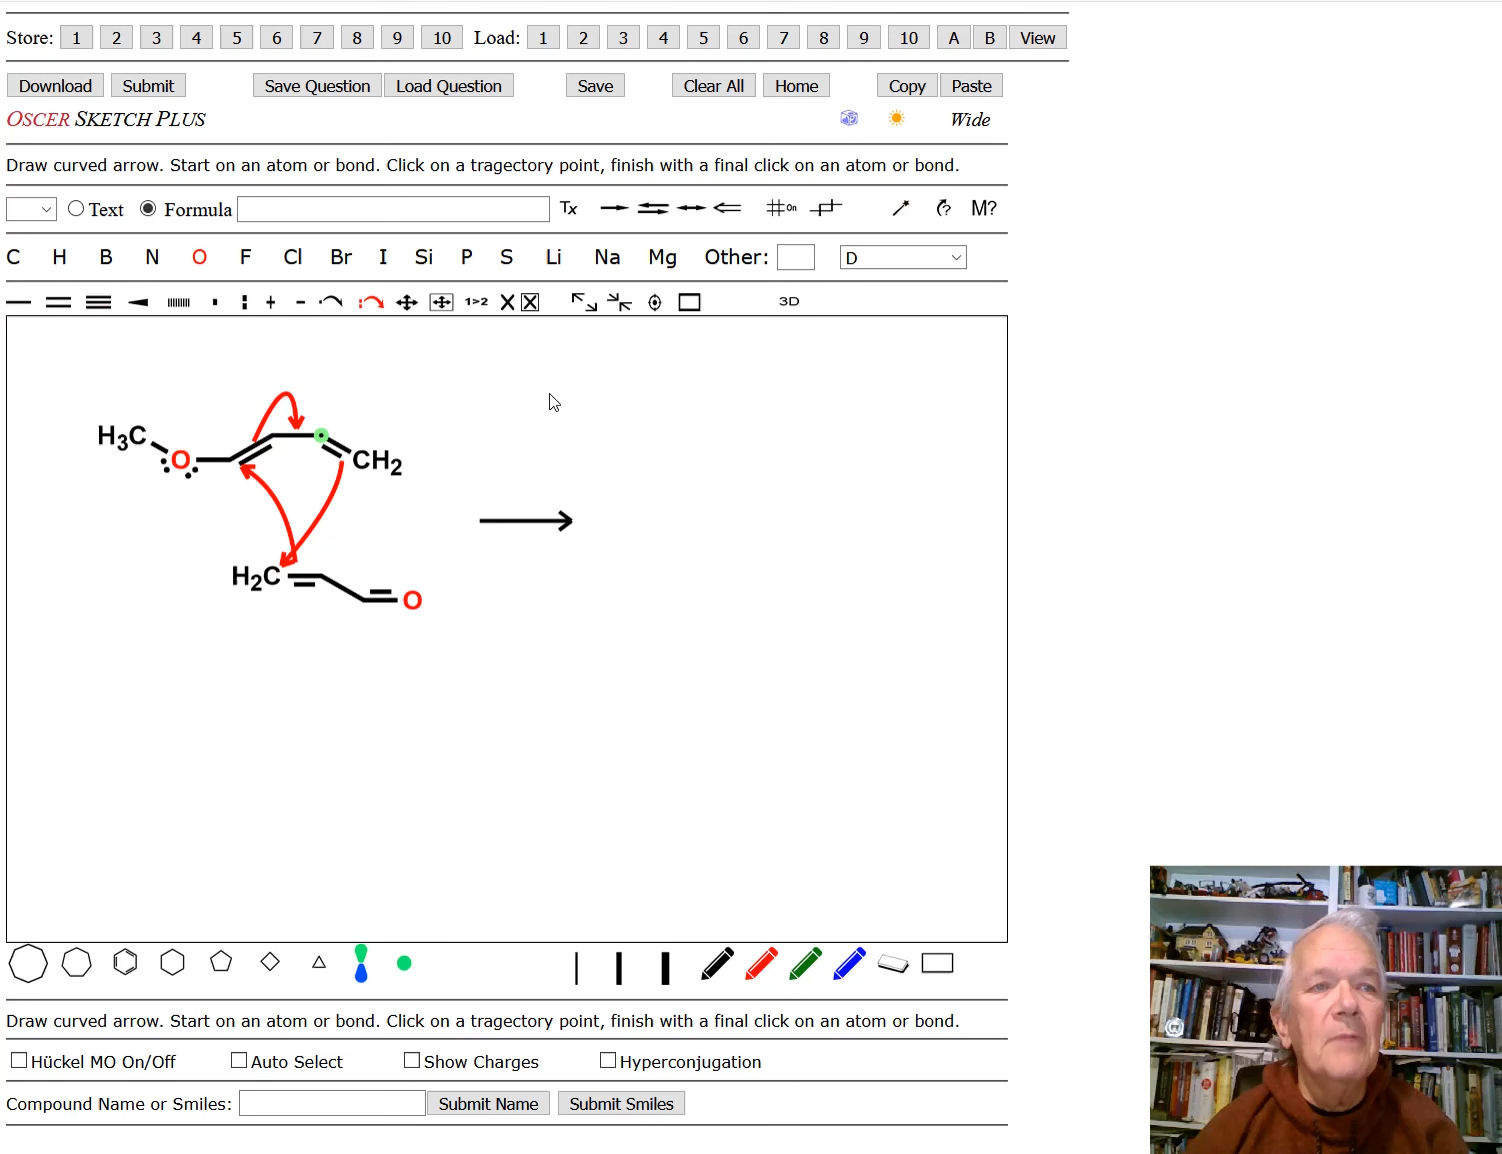 Store: 1 2 3 4 5 6 7 8 9 10 Load: 1 2 3 4 5 6 7 8 9 10 A B View
Download Submit Save Question Load Question Save Clear All Home Copy Paste
OSCER SKETCH PLUS Wide
Draw curved arrow. Start on an atom or bond. Click on a tragectory point, finish with a final click on an atom or bond.
Text Formula Tx On M?
C H B N O F Cl Br I Si P S Li Na Mg Other: D
1>2 3D
H3C
O CH2
H2C
O
Draw curved arrow. Start on an atom or bond. Click on a tragectory point, finish with a final click on an atom or bond.
Hückel MO On/Off Auto Select Show Charges Hyperconjugation
Compound Name or Smiles: Submit Name Submit Smiles